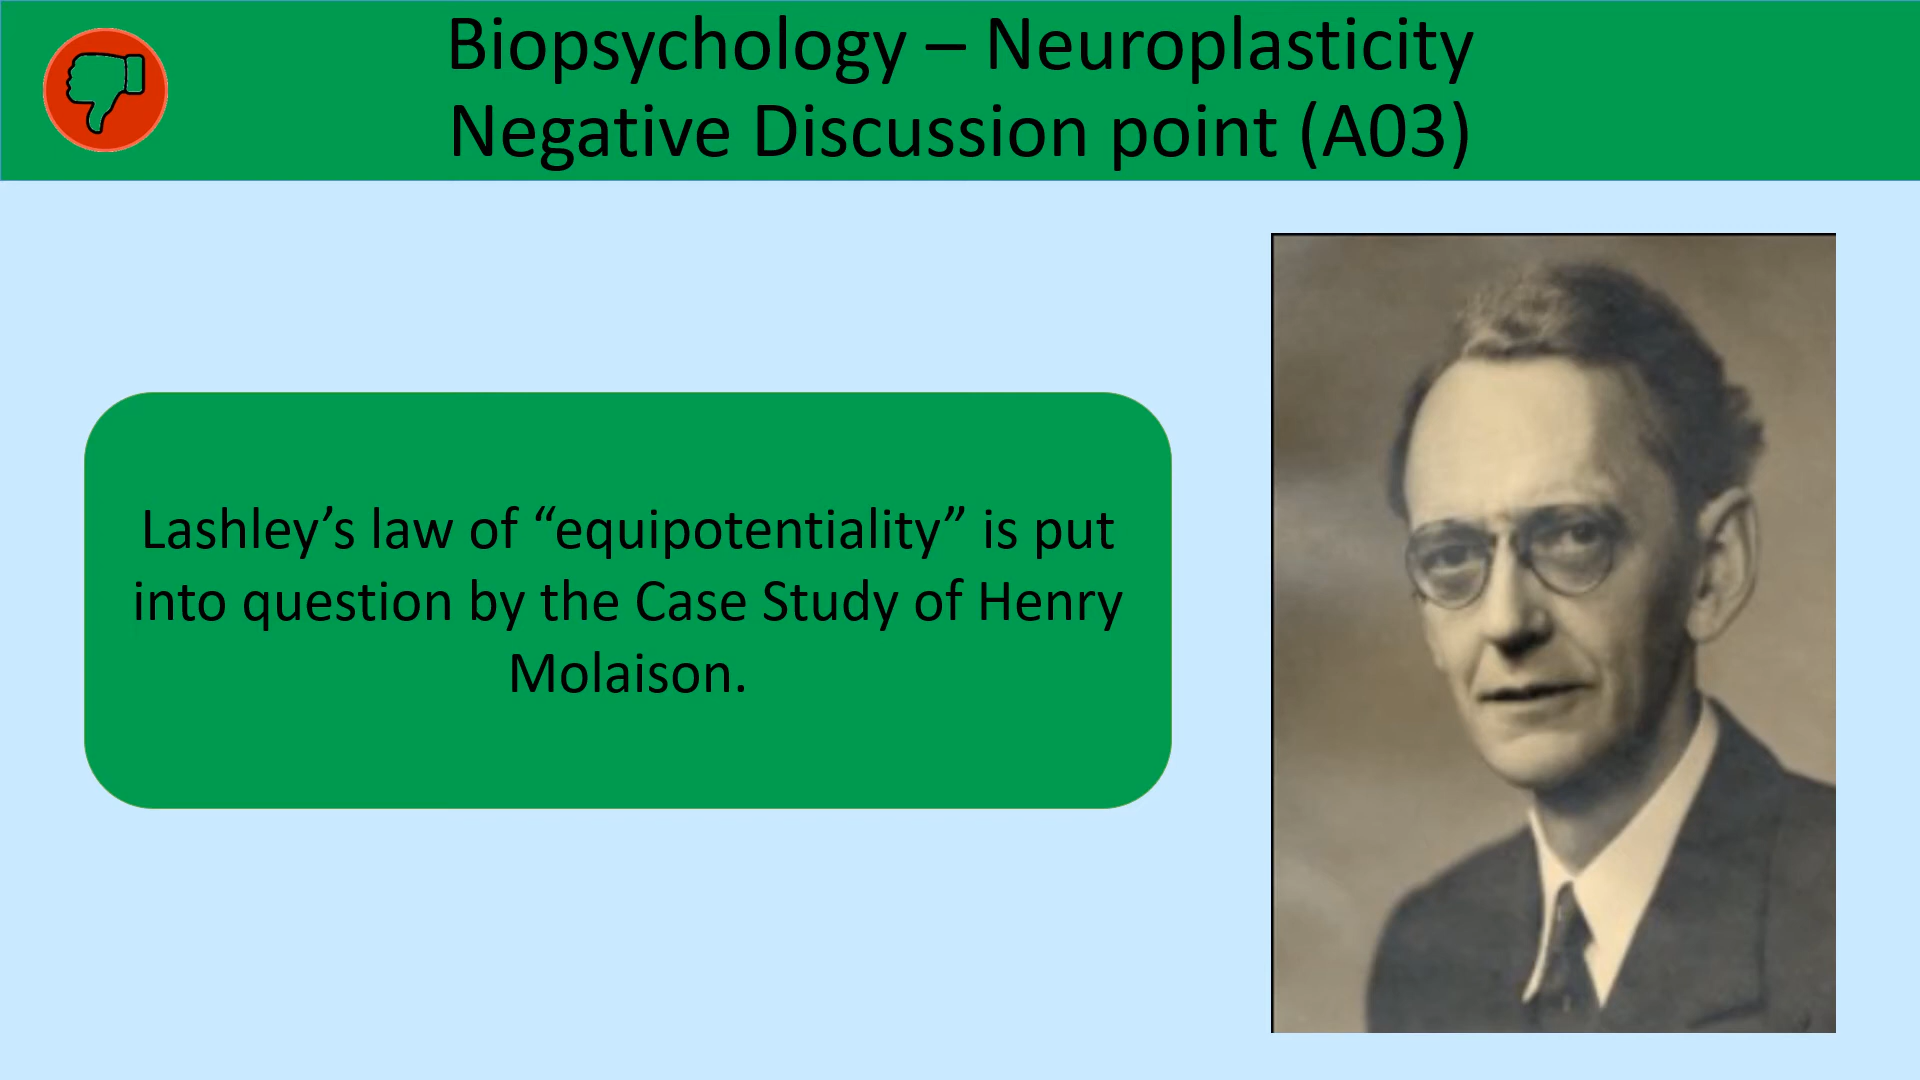 Biopsychology – Neuroplasticity
Negative Discussion point (A03)
Lashley’s law of “equipotentiality” is put
into question by the Case Study of Henry
Molaison.